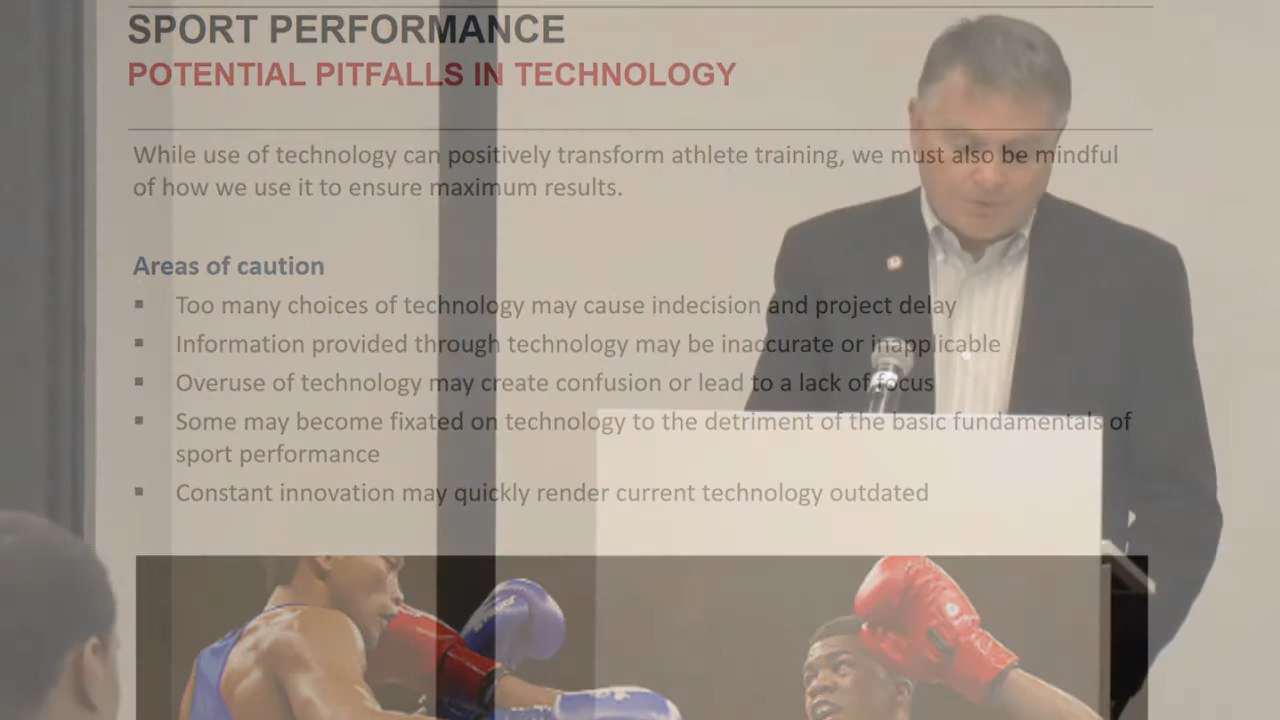 SPORT PERFORMANCE
POTENTIAL PITFALLS IN TECHNOLOGY
While use of technology can positively transform athlete training, we must also be mindful
of how we use it to ensure maximum results.
Areas of caution
▪ Too many choices of technology may cause indecision and project delay
▪ Information provided through technology may be inaccurate or inapplicable
▪ Overuse of technology may create confusion or lead to a lack of focus
▪ Some may become fixated on technology to the detriment of the basic fundamentals of
sport performance
▪ Constant innovation may quickly render current technology outdated